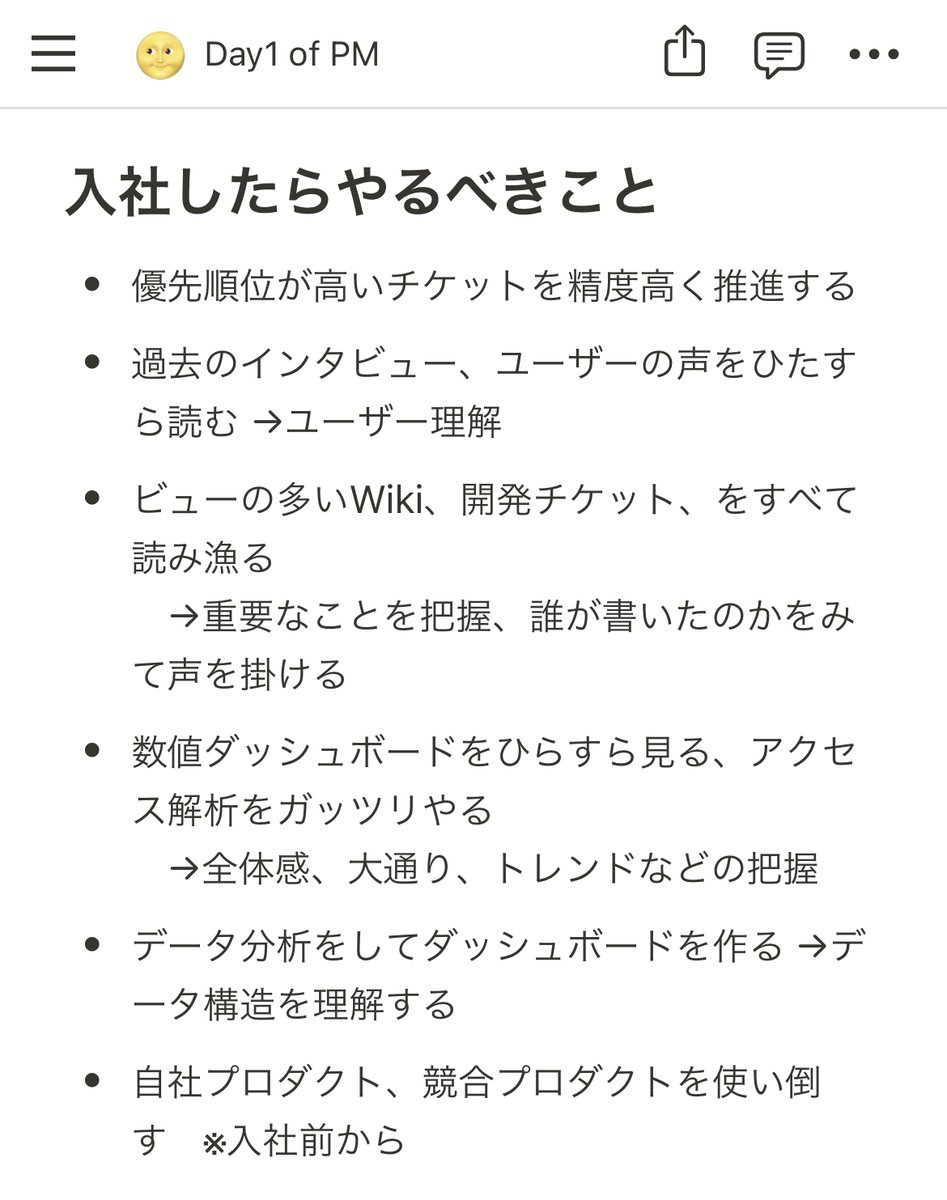 Day1 of PM
入社したらやるべきこと
• 優先順位が高いチケットを精度高く推進する
• 過去のインタビュー、ユーザーの声をひたす
ら読む →ユーザー理解
• ビューの多いWiki、開発チケット、をすべて
読み漁る
→重要なことを把握、誰が書いたのかをみ
て声を掛ける
• 数値ダッシュボードをひらすら見る、アクセ
ス解析をガッツリやる
→全体感、大通り、トレンドなどの把握
• データ分析をしてダッシュボードを作る →デ
ータ構造を理解する
• 自社プロダクト、競合プロダクトを使い倒
す　※入社前から